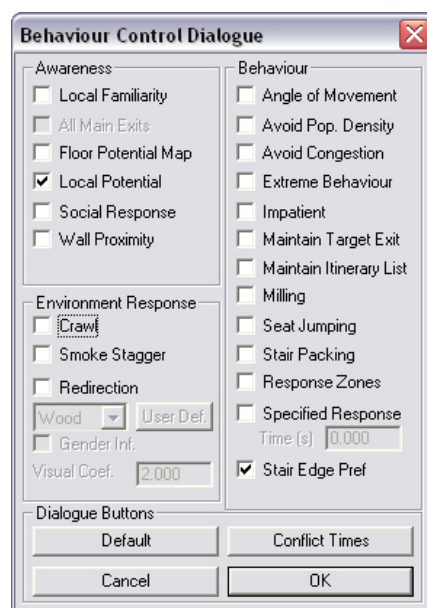 Behaviour Control Dialogue
Awareness
Local Familiarity
All Main Exits
Floor Potential Map
Local Potential
Social Response
Wall Proximity
Environment Response
Crawl
Smoke Stagger
Redirection
Wood User Def.
Gender Inf.
Visual Coef. 2.000
Behaviour
Angle of Movement
Avoid Pop. Density
Avoid Congestion
Extreme Behaviour
Impatient
Maintain Target Exit
Maintain Itinerary List
Milling
Seat Jumping
Stair Packing
Response Zones
Specified Response
Time (s) 0.000
Stair Edge Pref
Dialogue Buttons
Default Conflict Times
Cancel OK